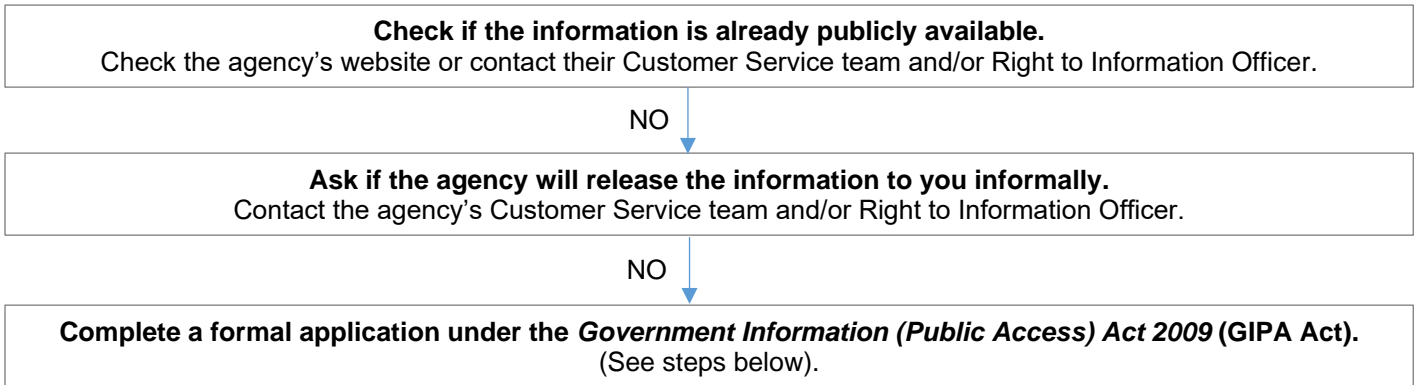 Check if the information is already publicly available.
Check the agency’s website or contact their Customer Service team and/or Right to Information Officer.
NO
Ask if the agency will release the information to you informally.
Contact the agency’s Customer Service team and/or Right to Information Officer.
NO
Complete a formal application under the Government Information (Public Access) Act 2009 (GIPA Act).
(See steps below).